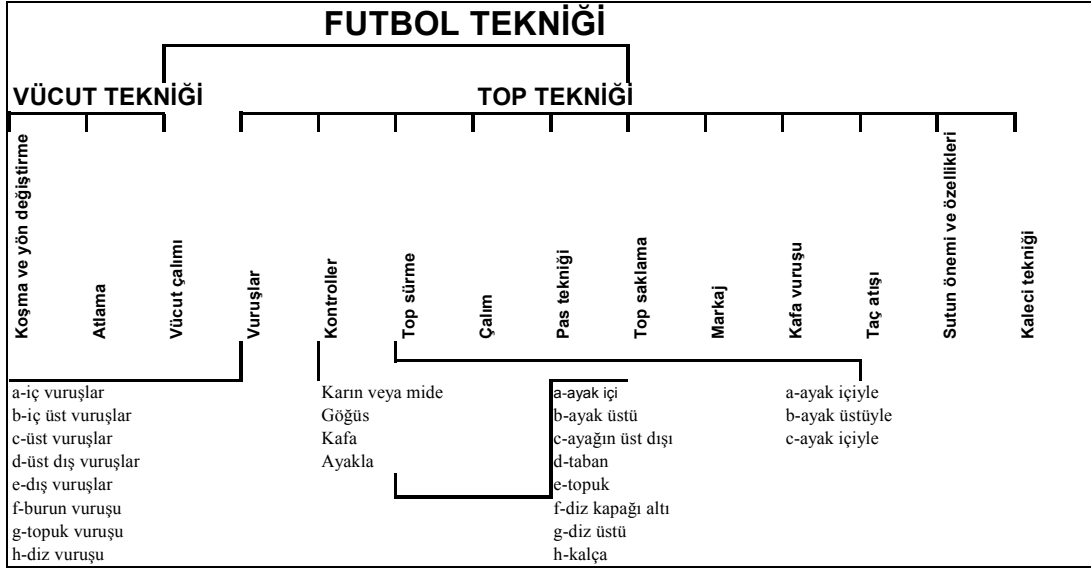 FUTBOL TEKNİĞİ
VÜCUT TEKNİĞİ
TOP TEKNİĞİ
Koşma ve yön değiştirme
Atlama
Vücut çalımı
Vuruşlar
Kontroller
Top sürme
Çalım
Pas tekniği
Top saklama
Markaj
Kafa vuruşu
Taç atışı
Sutun önemi ve özellikleri
Kaleci tekniği
a-iç vuruşlar
b-iç üst vuruşlar
c-üst vuruşlar
d-üst dış vuruşlar
e-dış vuruşlar
f-burun vuruşu
g-topuk vuruşu
h-diz vuruşu
Karın veya mide
Göğüs
Kafa
Ayakla
a-ayak içi
b-ayak üstü
c-ayağın üst dışı
d-taban
e-topuk
f-diz kapağı altı
g-diz üstü
h-kalça
a-ayak içiyle
b-ayak üstüyle
c-ayak içiyle